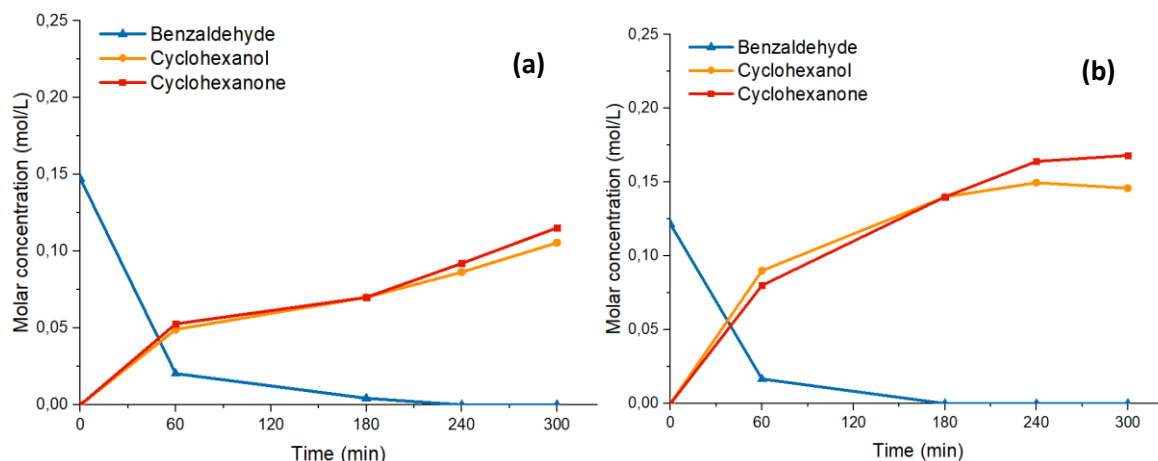 0,25
0,20
0,15
0,10
0,05
0,00
Molar concentration (mol/L)
Benzaldehyde
Cyclohexanol
Cyclohexanone
(a)
0 60 120 180 240 300
Time (min)
0,25
0,20
0,15
0,10
0,05
0,00
Molar concentration (mol/L)
Benzaldehyde
Cyclohexanol
Cyclohexanone
(b)
0 60 120 180 240 300
Time (min)